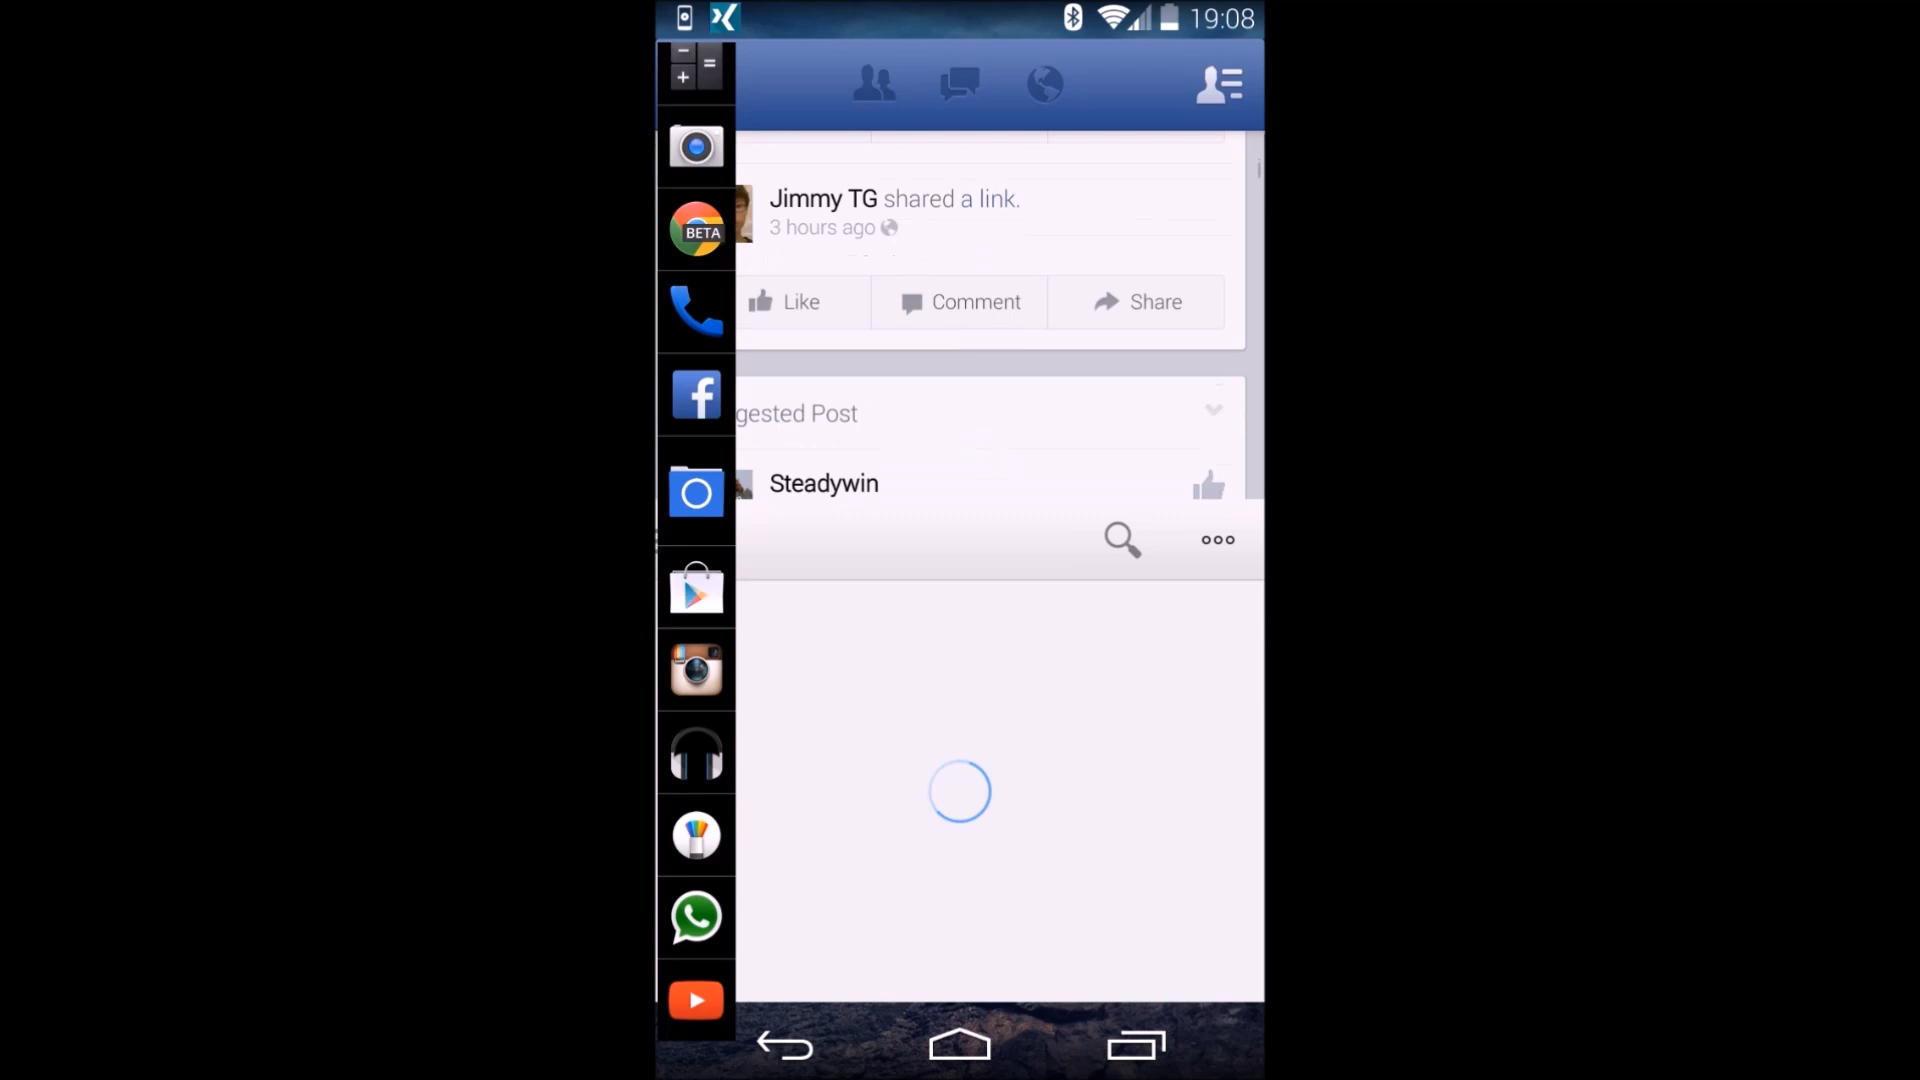 19:08
BETA
Jimmy TG shared a link.
3 hours ago
Like Comment Share
gested Post
Steadywin